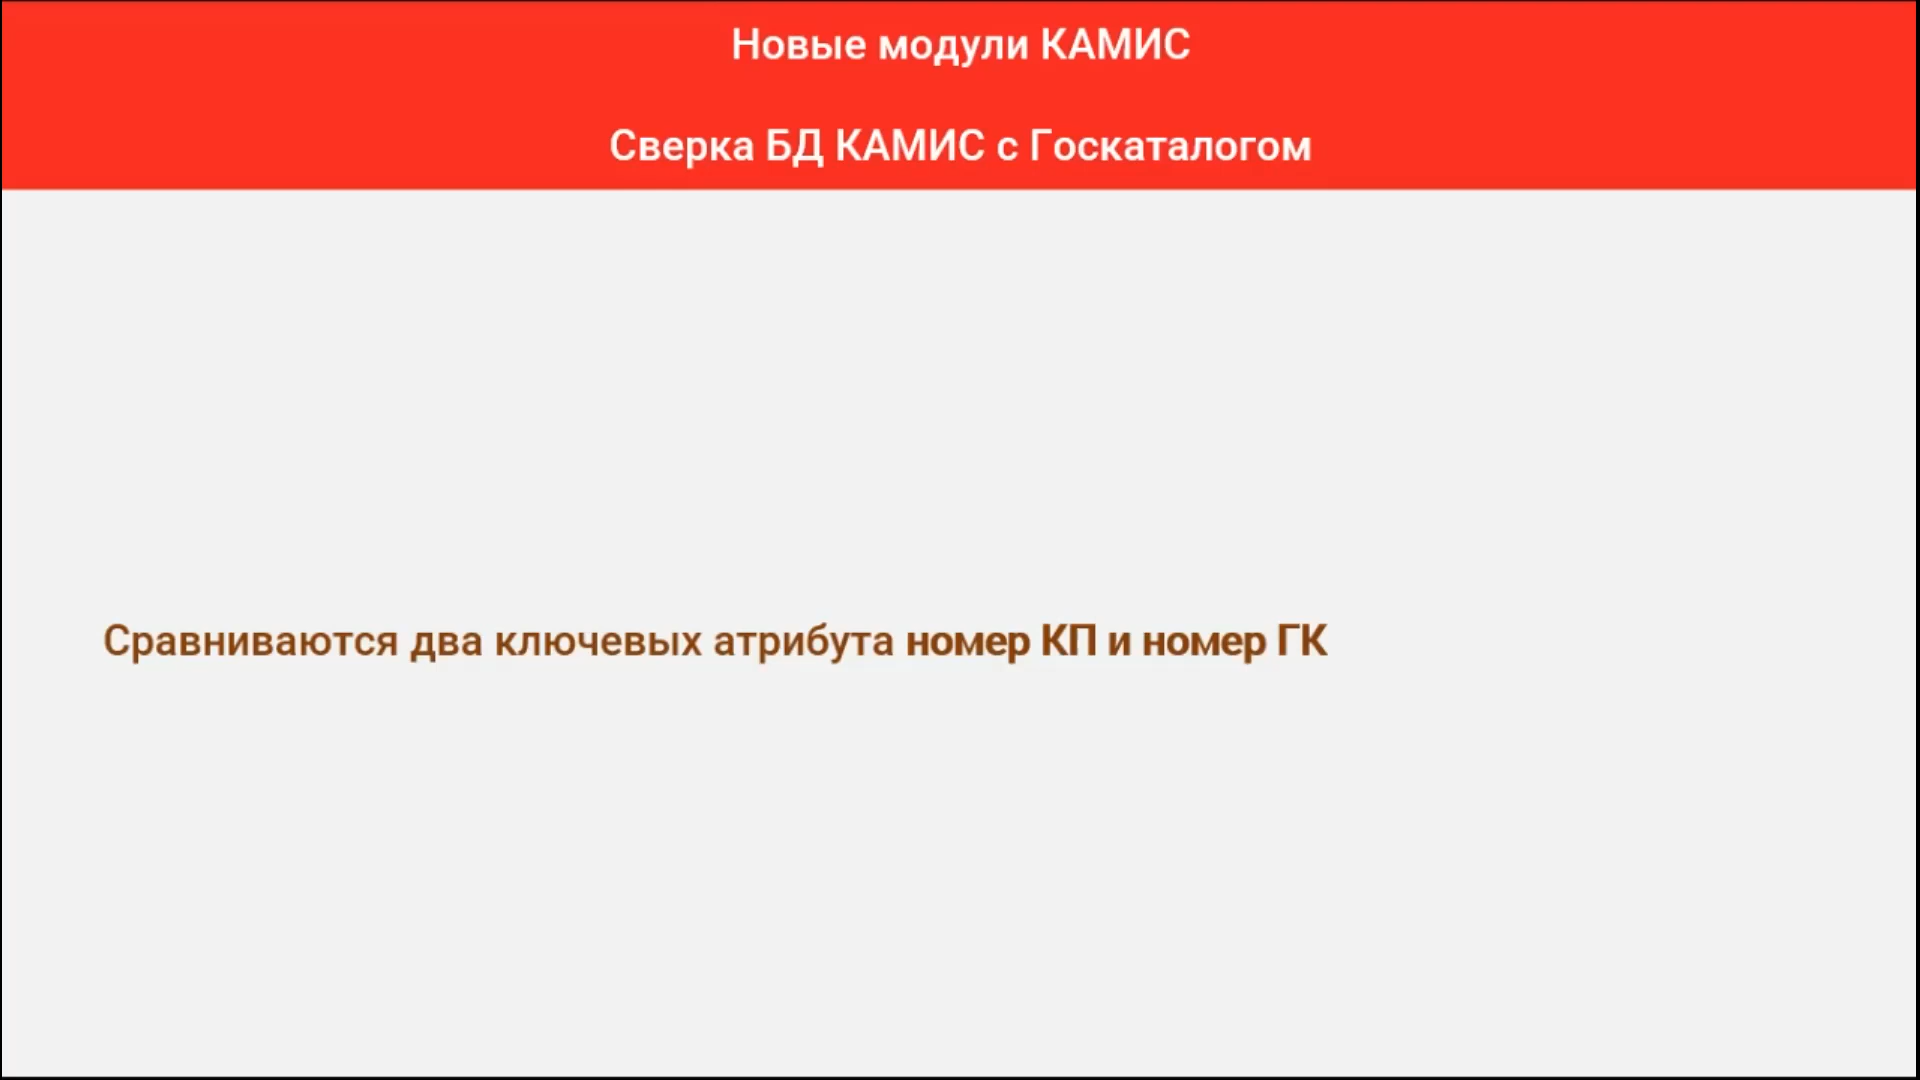 Новые модули КАМИС
Сверка БД КАМИС с Госкаталогом
Сравниваются два ключевых атрибута номер КП и номер ГК